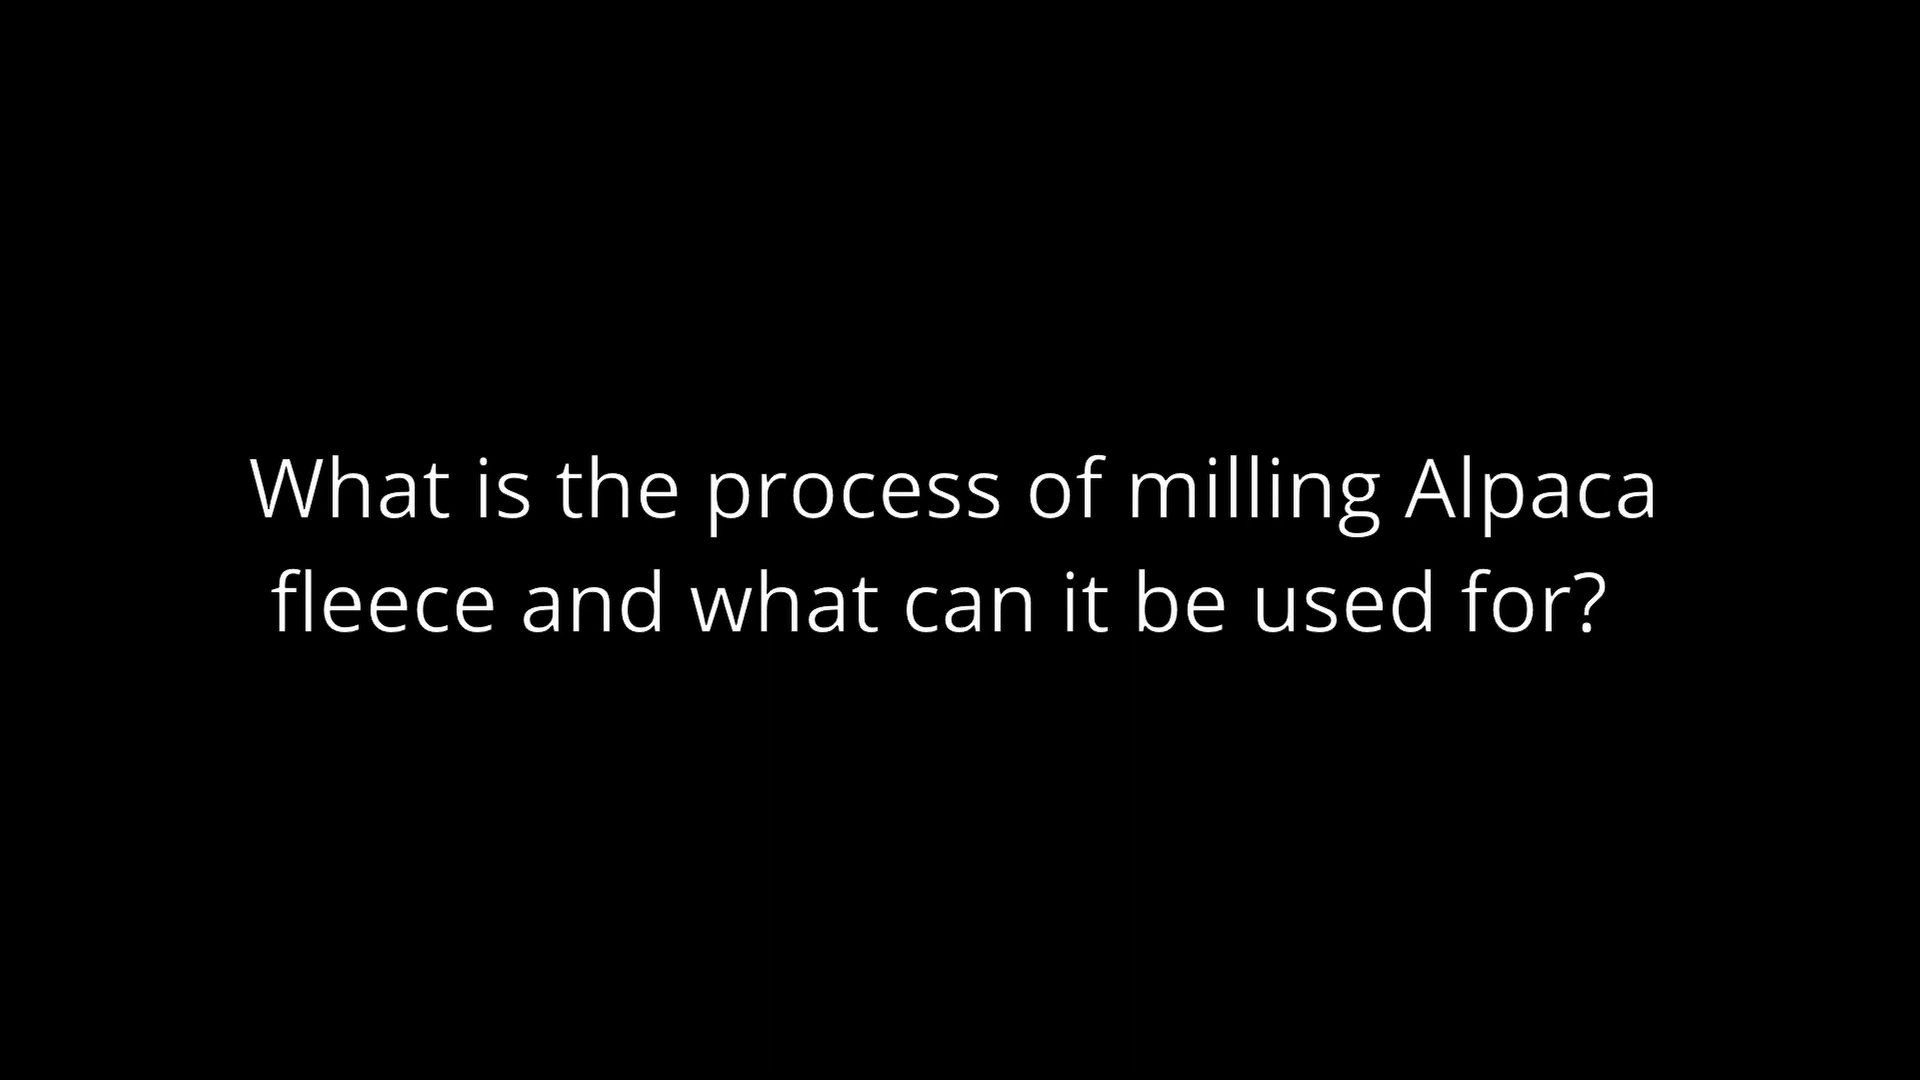 What is the process of milling Alpaca
fleece and what can it be used for?